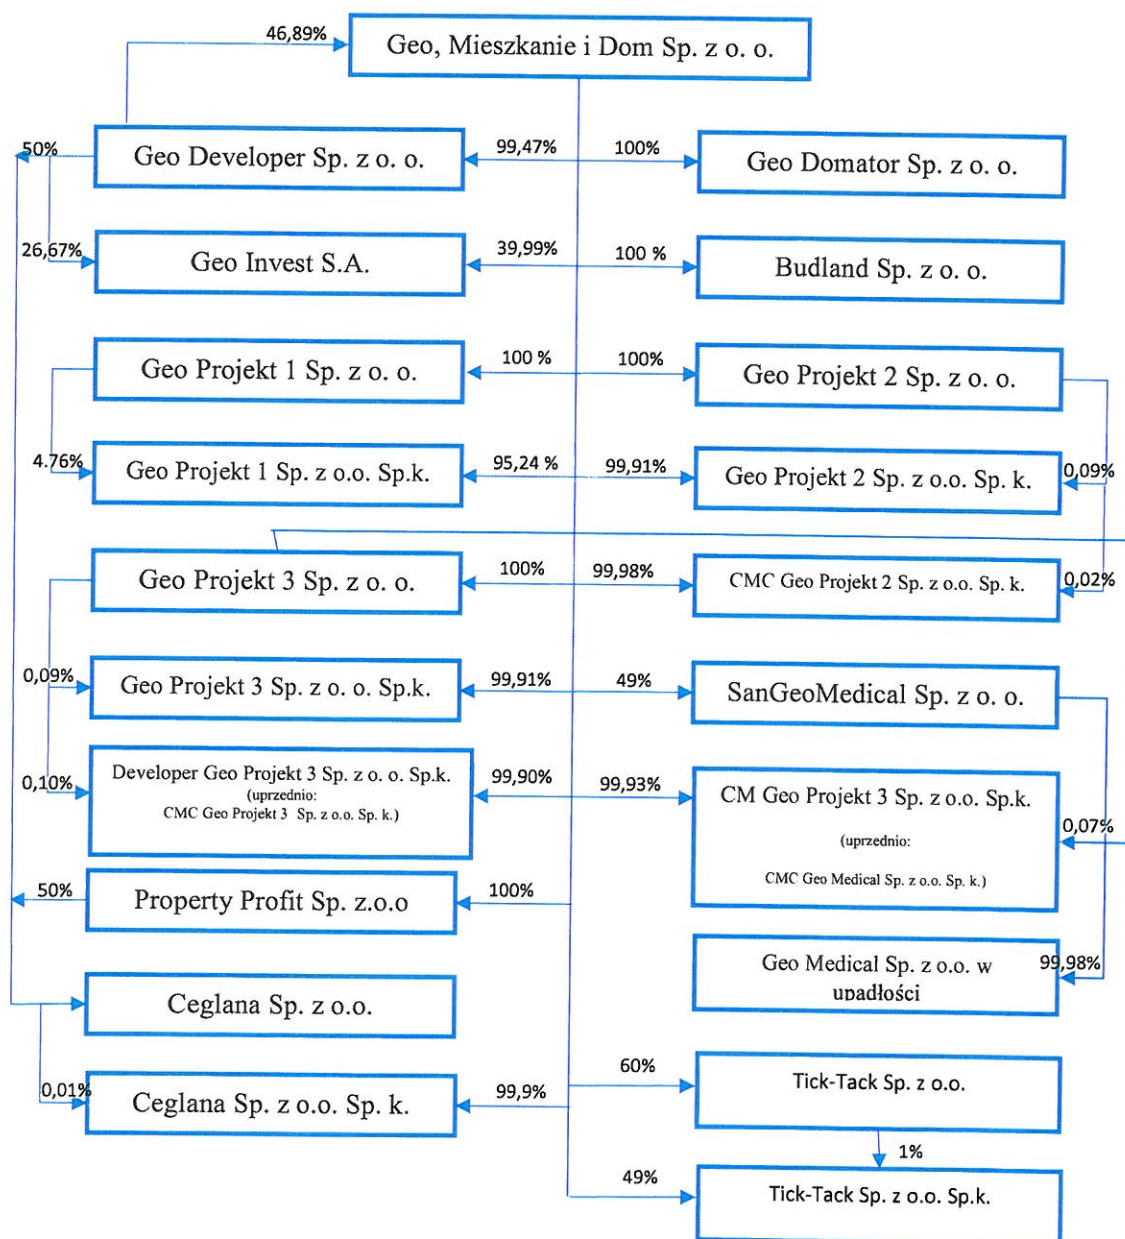 46,89%
Geo, Mieszkanie i Dom Sp. z o. o.
50%
Geo Developer Sp. z o. o.
99,47%
100%
Geo Domator Sp. z o. o.
26,67%
Geo Invest S.A.
39,99%
100 %
Budland Sp. z o. o.
Geo Projekt 1 Sp. z o. o.
100 %
100%
Geo Projekt 2 Sp. z o. o.
4.76%
Geo Projekt 1 Sp. z o.o. Sp.k.
95,24 %
99,91%
Geo Projekt 2 Sp. z o.o. Sp. k.
0,09%
Geo Projekt 3 Sp. z o. o.
100%
99,98%
CMC Geo Projekt 2 Sp. z o.o. Sp. k.
0,02%
0,09%
Geo Projekt 3 Sp. z o. o. Sp.k.
99,91%
49%
SanGeoMedical Sp. z o. o.
0,10%
Developer Geo Projekt 3 Sp. z o. o. Sp.k.
(uprzednio:
CMC Geo Projekt 3 Sp. z o.o. Sp. k.)
99,90%
99,93%
CM Geo Projekt 3 Sp. z o.o. Sp.k.
(uprzednio:
CMC Geo Medical Sp. z o.o. Sp. k.)
0,07%
50%
Property Profit Sp. z.o.o
100%
Geo Medical Sp. z o.o. w
upadłości
99,98%
Ceglana Sp. z o.o.
0,01%
Ceglana Sp. z o.o. Sp. k.
99,9%
60%
Tick-Tack Sp. z o.o.
1%
49%
Tick-Tack Sp. z o.o. Sp.k.